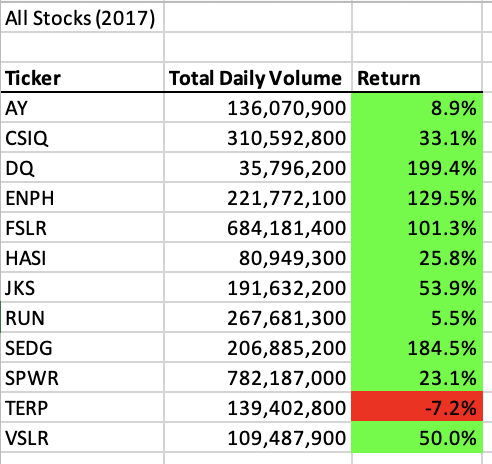 All Stocks (2017)
Ticker Total Daily Volume Return
AY 136,070,900 8.9%
CSIQ 310,592,800 33.1%
DQ 35,796,200 199.4%
ENPH 221,772,100 129.5%
FSLR 684,181,400 101.3%
HASI 80,949,300 25.8%
JKS 191,632,200 53.9%
RUN 267,681,300 5.5%
SEDG 206,885,200 184.5%
SPWR 782,187,000 23.1%
TERP 139,402,800 -7.2%
VSLR 109,487,900 50.0%